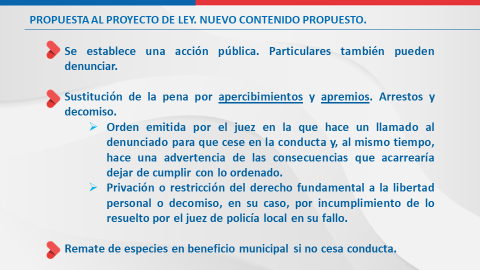 PROPUESTA AL PROYECTO DE LEY. NUEVO CONTENIDO PROPUESTO.
Se establece una acción pública. Particulares también pueden
denunciar.
Sustitución de la pena por apercibimientos y apremios. Arrestos y
decomiso.
Orden emitida por el juez en la que hace un llamado al
denunciado para que cese en la conducta y, al mismo tiempo,
hace una advertencia de las consecuencias que acarrearía
dejar de cumplir con lo ordenado.
Privación o restricción del derecho fundamental a la libertad
personal o decomiso, en su caso, por incumplimiento de lo
resuelto por el juez de policía local en su fallo.
Remate de especies en beneficio municipal si no cesa conducta.